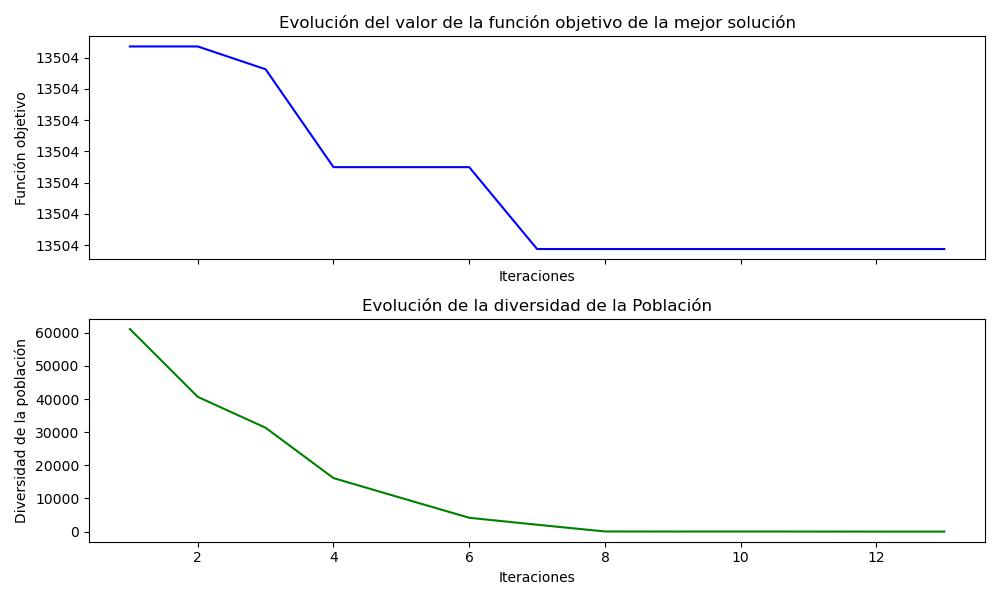 Evolución del valor de la función objetivo de la mejor solución
Función objetivo
13504
13504
13504
13504
13504
13504
13504
Iteraciones
Evolución de la diversidad de la Población
Diversidad de la población
60000
50000
40000
30000
20000
10000
0
2 4 6 8 10 12
Iteraciones